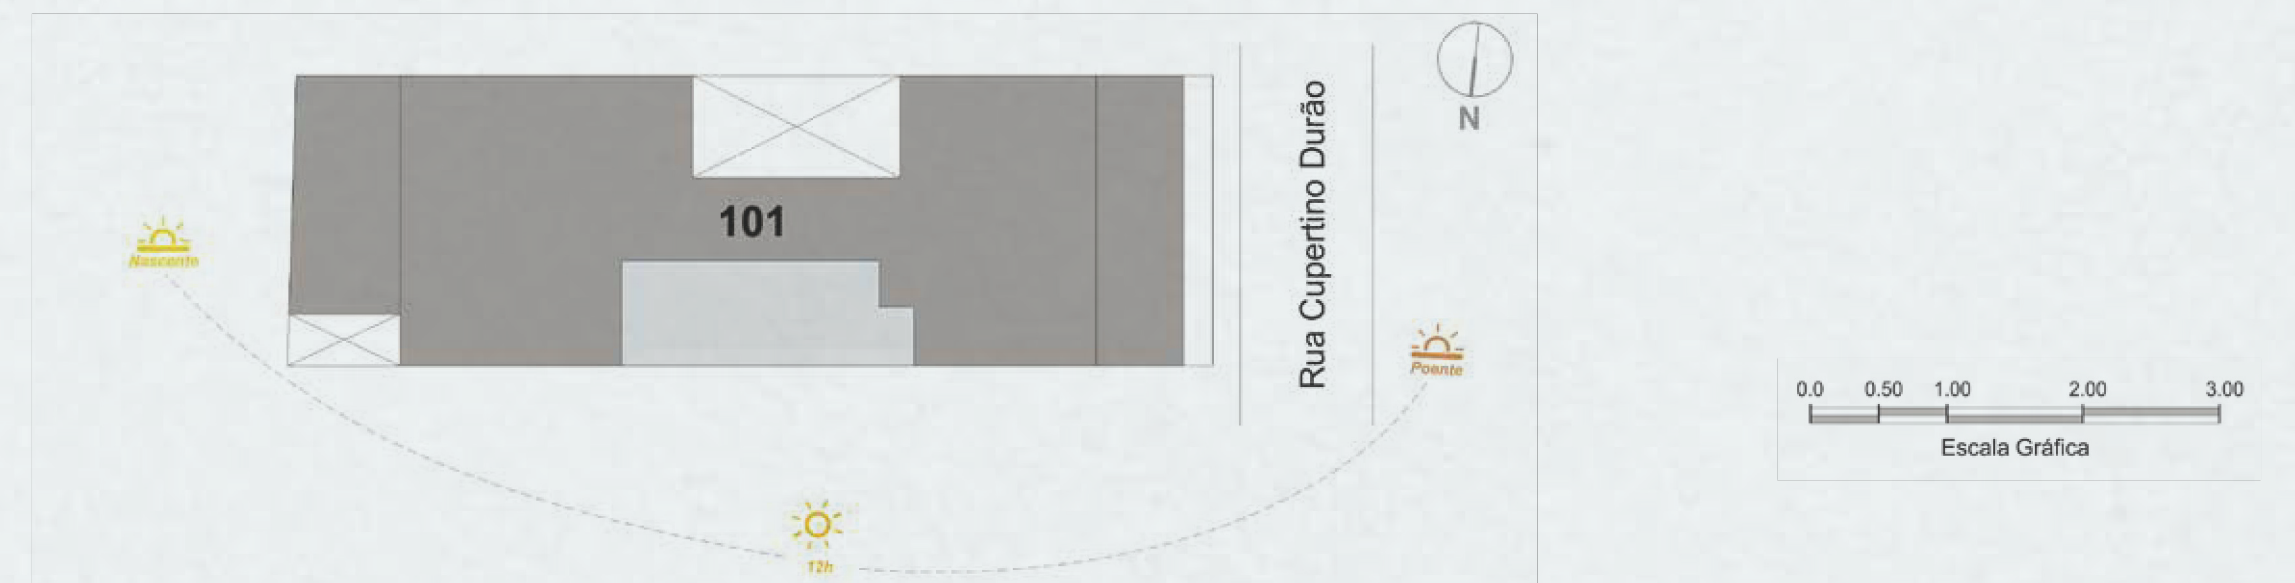 N
Rua Cupertino Durão
101
Nascente
Poente
12h
0.0 0.50 1.00 2.00 3.00
Escala Gráfica